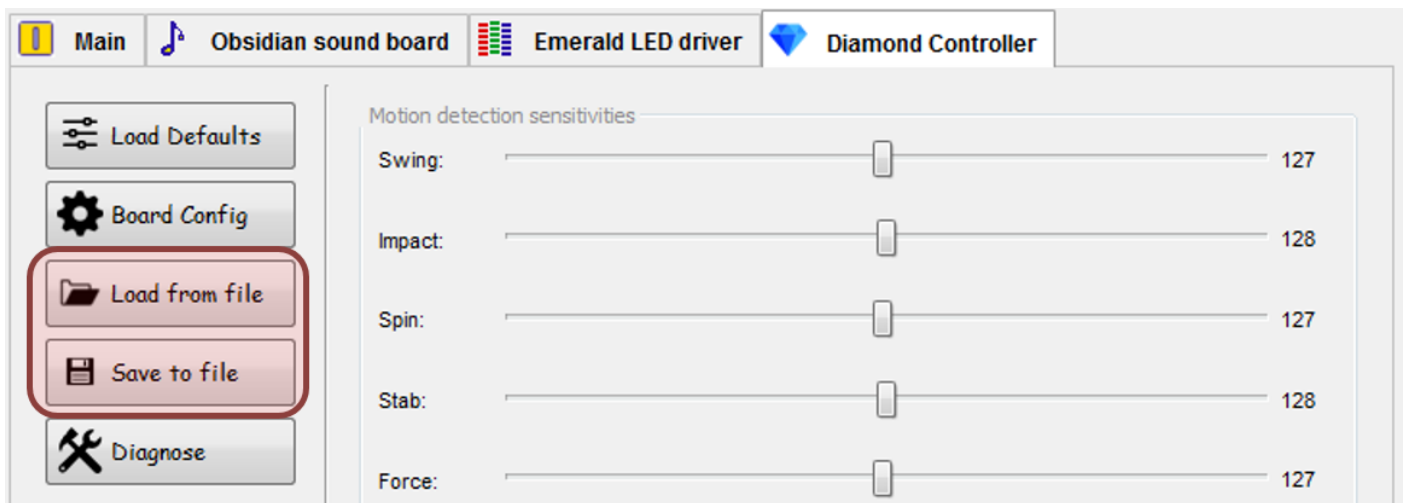 Main Obsidian sound board Emerald LED driver Diamond Controller
Load Defaults
Board Config
Load from file
Save to file
Diagnose
Motion detection sensitivities
Swing: 127
Impact: 128
Spin: 127
Stab: 128
Force: 127